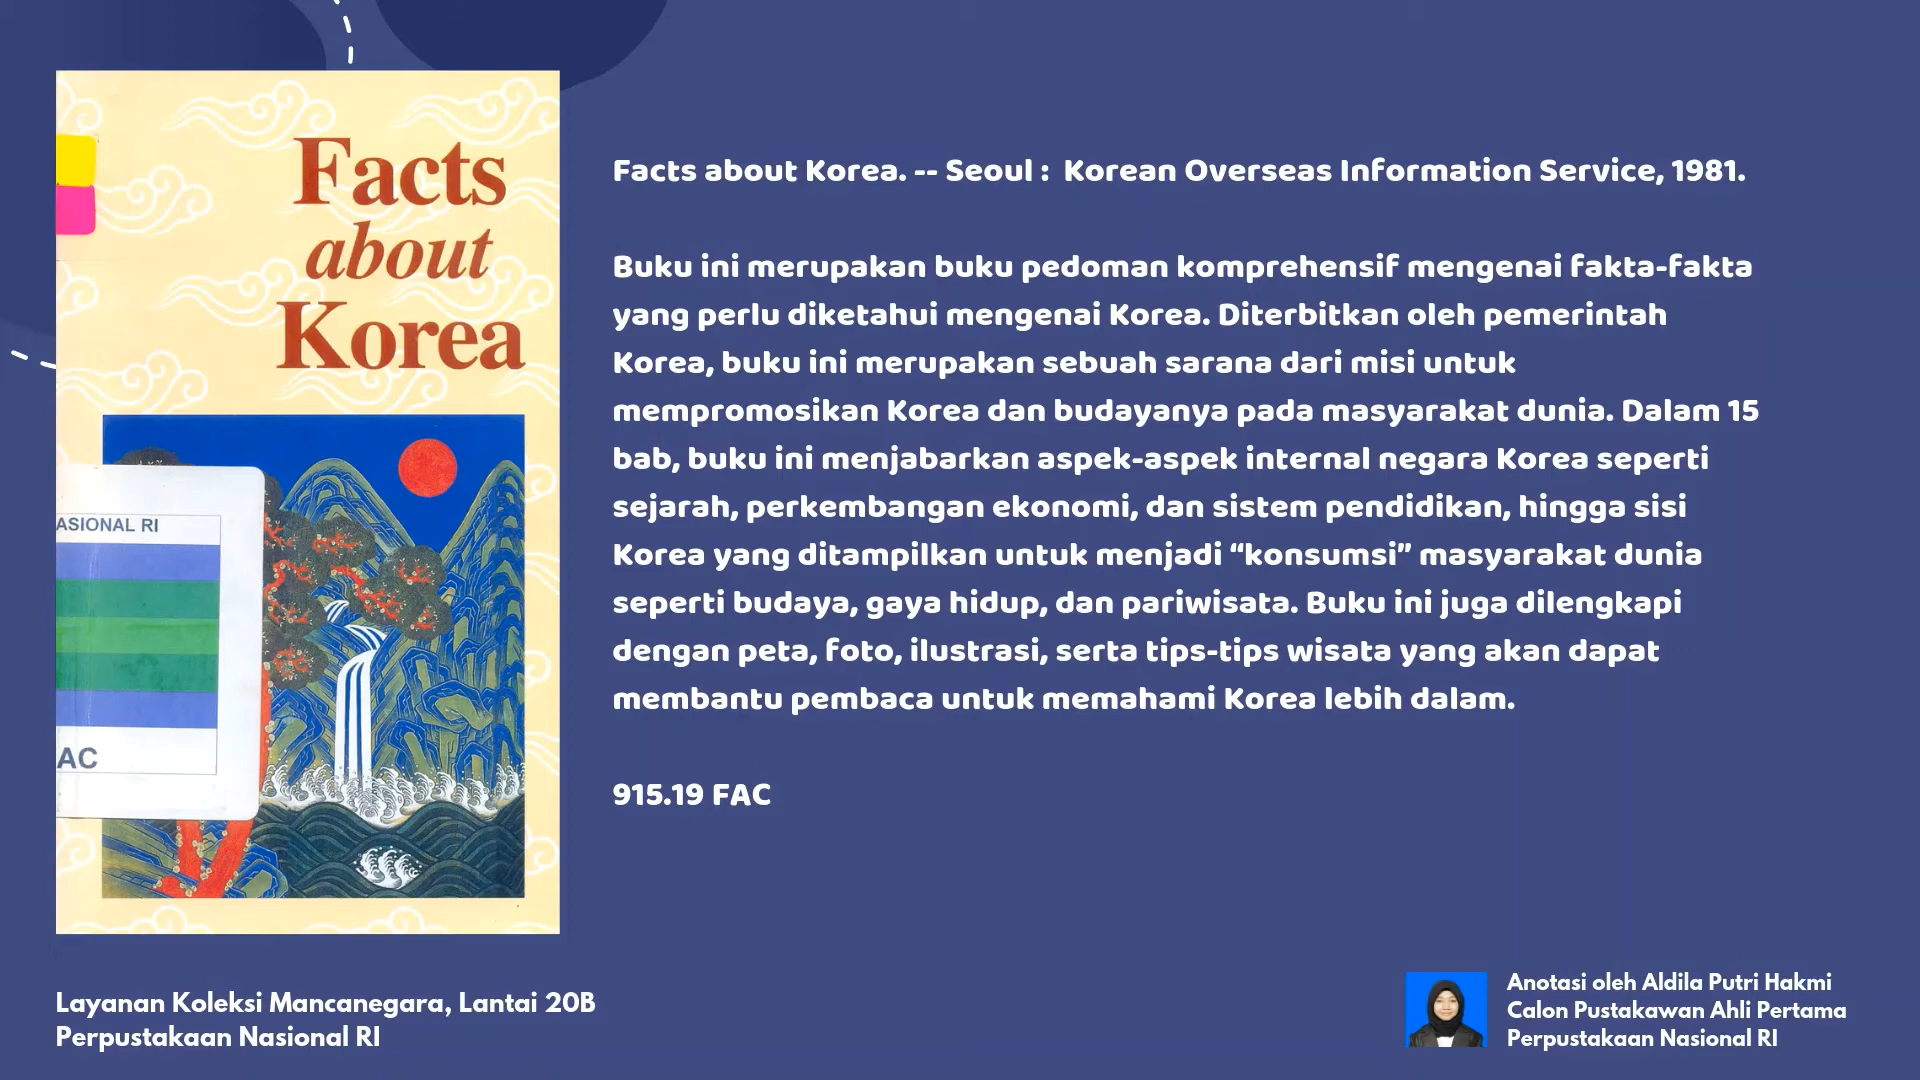 Facts
about
Korea
ASIONAL RI
AC
Facts about Korea. -- Seoul :  Korean Overseas Information Service, 1981.
Buku ini merupakan buku pedoman komprehensif mengenai fakta-fakta
yang perlu diketahui mengenai Korea. Diterbitkan oleh pemerintah
Korea, buku ini merupakan sebuah sarana dari misi untuk
mempromosikan Korea dan budayanya pada masyarakat dunia. Dalam 15
bab, buku ini menjabarkan aspek-aspek internal negara Korea seperti
sejarah, perkembangan ekonomi, dan sistem pendidikan, hingga sisi
Korea yang ditampilkan untuk menjadi “konsumsi” masyarakat dunia
seperti budaya, gaya hidup, dan pariwisata. Buku ini juga dilengkapi
dengan peta, foto, ilustrasi, serta tips-tips wisata yang akan dapat
membantu pembaca untuk memahami Korea lebih dalam.
915.19 FAC
Layanan Koleksi Mancanegara, Lantai 20B
Perpustakaan Nasional RI
Anotasi oleh Aldila Putri Hakmi
Calon Pustakawan Ahli Pertama
Perpustakaan Nasional RI